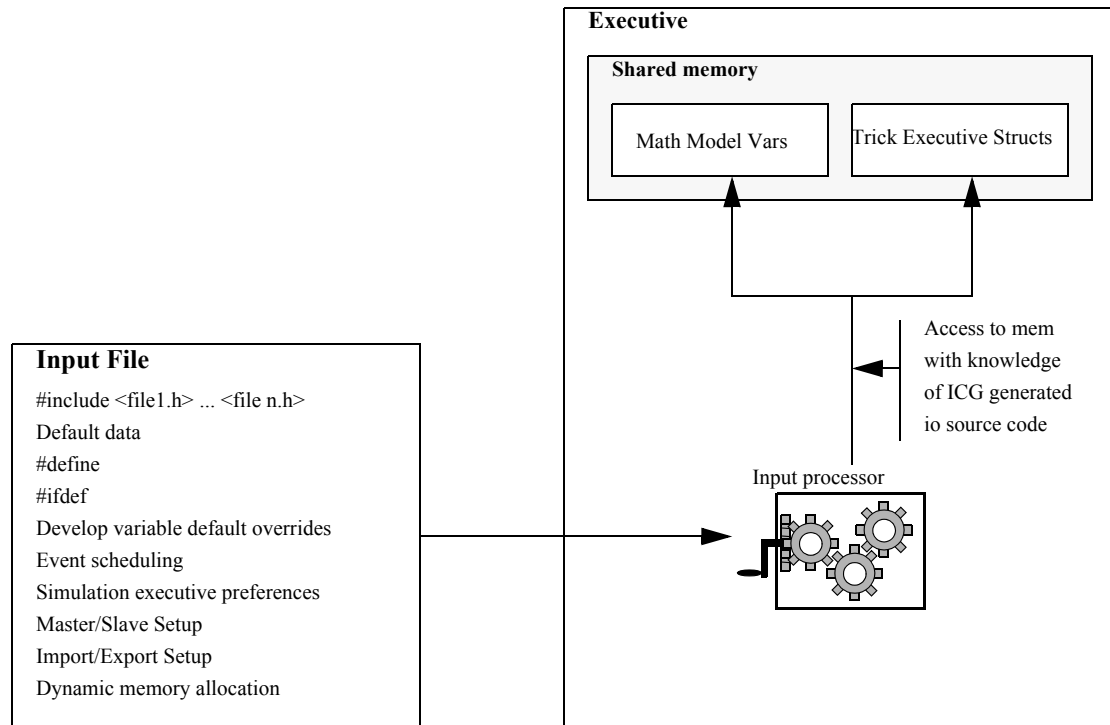 Executive
Shared memory
Math Model Vars
Trick Executive Structs
Access to mem
with knowledge
of ICG generated
io source code
Input processor
Input File
#include <file1.h> ... <file n.h>
Default data
#define
#ifdef
Develop variable default overrides
Event scheduling
Simulation executive preferences
Master/Slave Setup
Import/Export Setup
Dynamic memory allocation